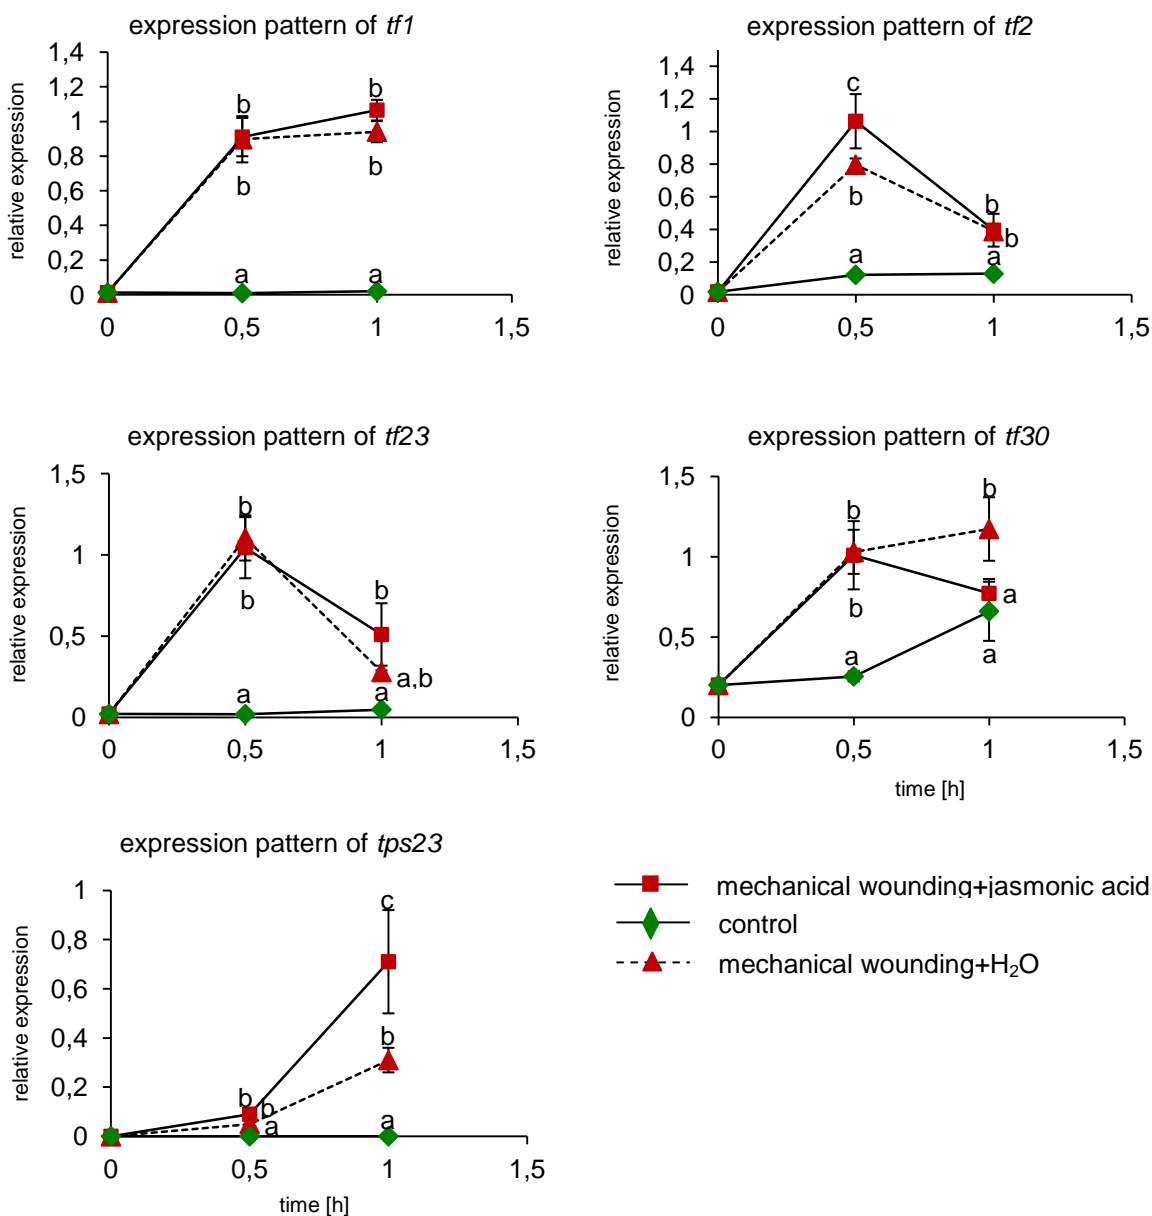 expression pattern of tf1
1,4
1,2
1
0,8
0,6
0,4
0,2
0
relative expression
b
b
b
b
a
a
0
0,5
1
1,5
expression pattern of tf2
1,4
1,2
1
0,8
0,6
0,4
0,2
0
relative expression
c
b
b
b
a
a
0
0,5
1
1,5
expression pattern of tf23
1,5
1
0,5
0
relative expression
b
b
b
a,b
a
a
0
0,5
1
1,5
expression pattern of tf30
1,5
1
0,5
0
relative expression
b
b
b
a
a
a
0
0,5
1
1,5
time [h]
expression pattern of tps23
1
0,8
0,6
0,4
0,2
0
relative expression
c
b
b
b
a
a
0
0,5
1
1,5
time [h]
mechanical wounding+jasmonic acid
control
mechanical wounding+H₂O